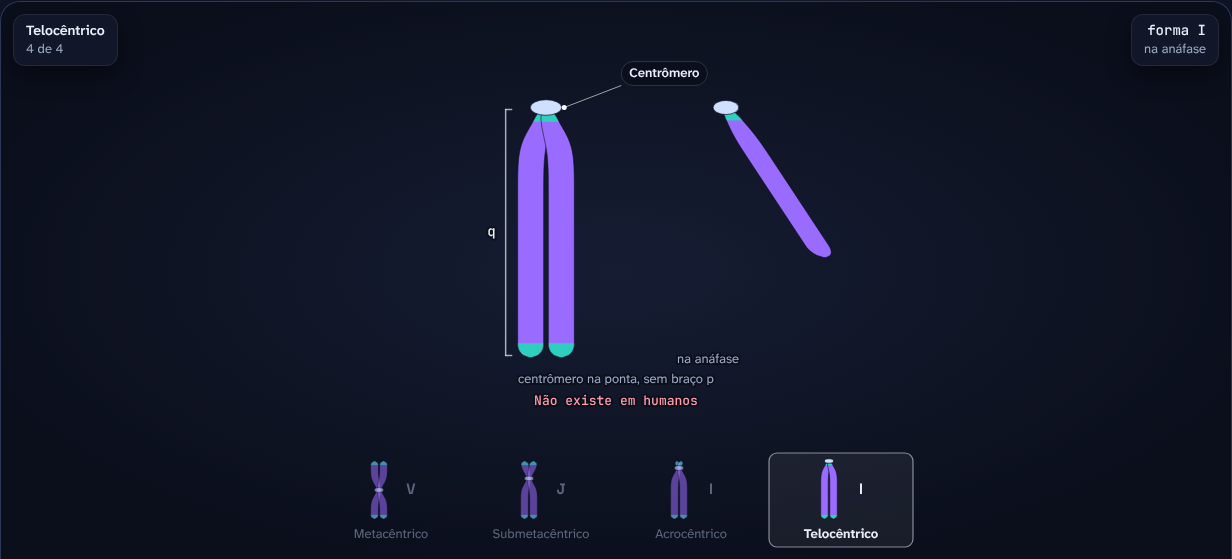 Telocêntrico
4 de 4
forma I
na anáfase
Centrômero
q
na anáfase
centrômero na ponta, sem braço p
Não existe em humanos
V
J
I
I
Metacêntrico
Submetacêntrico
Acrocêntrico
Telocêntrico